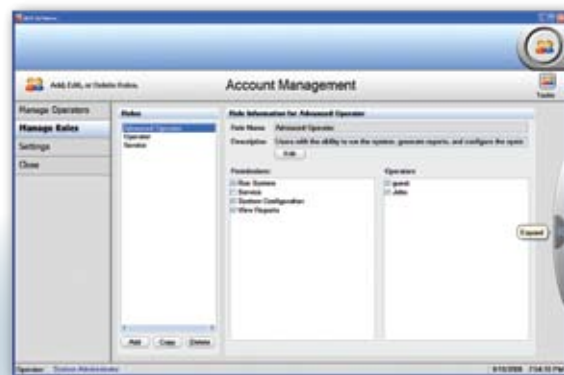 Add, Edit, or Delete Roles.
Account Management
Tasks
Manage Operators
Manage Roles
Settings
Close
Roles
Advanced Operator
Operator
Service
Add
Copy
Delete
Role Information for Advanced Operator
Role Name
Advanced Operator
Description
Users with the ability to run the system, generate reports, and configure the system
Edit
Permissions:
Run System
Service
System Configuration
View Reports
Operators
guest
John
Expand
Operator: System Administrator